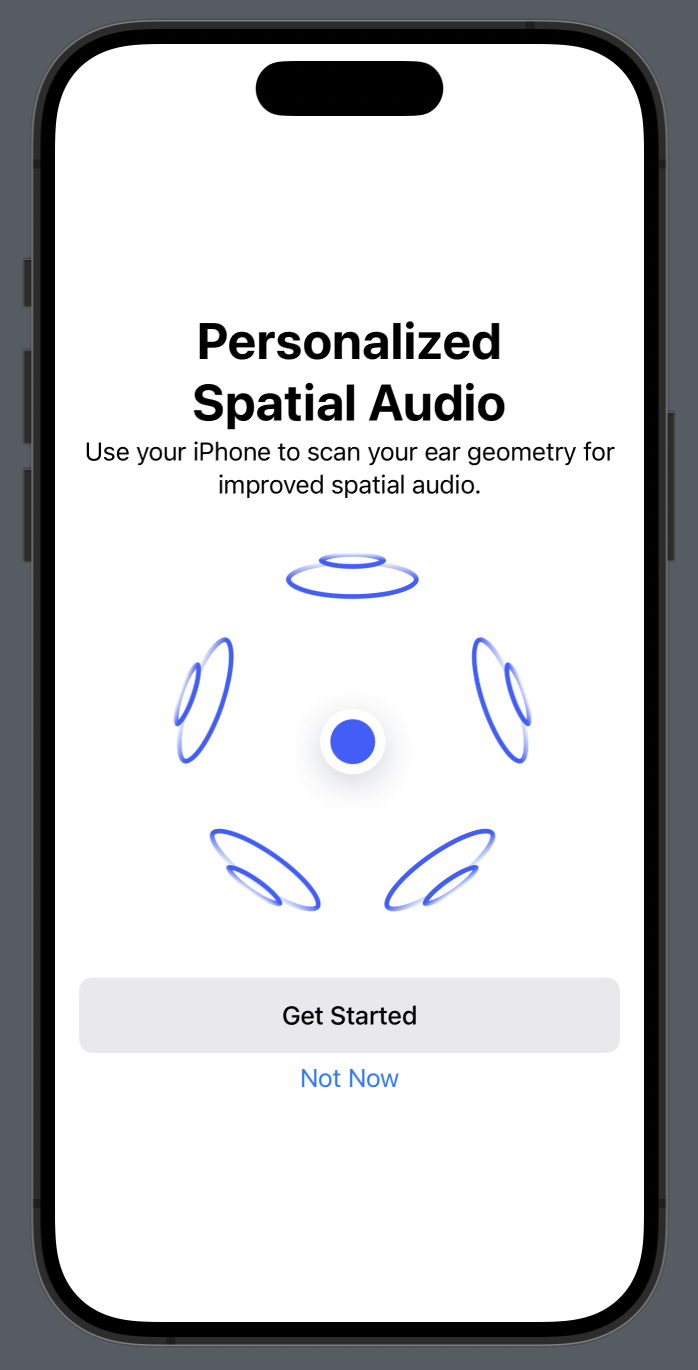 Personalized
Spatial Audio
Use your iPhone to scan your ear geometry for
improved spatial audio.
Get Started
Not Now